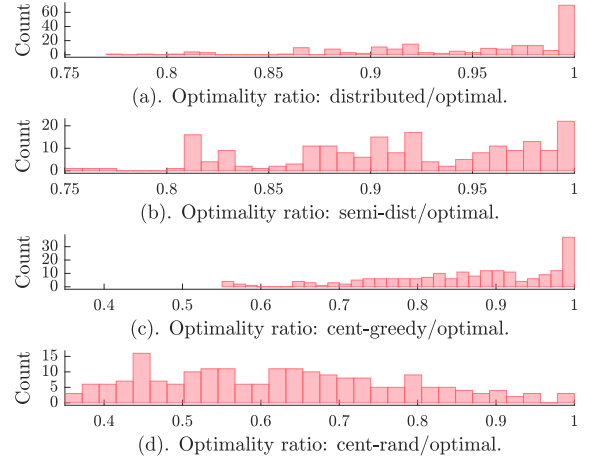 60
40
20
0
Count
0.75 0.8 0.85 0.9 0.95 1
(a). Optimality ratio: distributed/optimal.
20
10
0
Count
0.75 0.8 0.85 0.9 0.95 1
(b). Optimality ratio: semi-dist/optimal.
30
20
10
0
Count
0.4 0.5 0.6 0.7 0.8 0.9 1
(c). Optimality ratio: cent-greedy/optimal.
15
10
5
0
Count
0.4 0.5 0.6 0.7 0.8 0.9 1
(d). Optimality ratio: cent-rand/optimal.